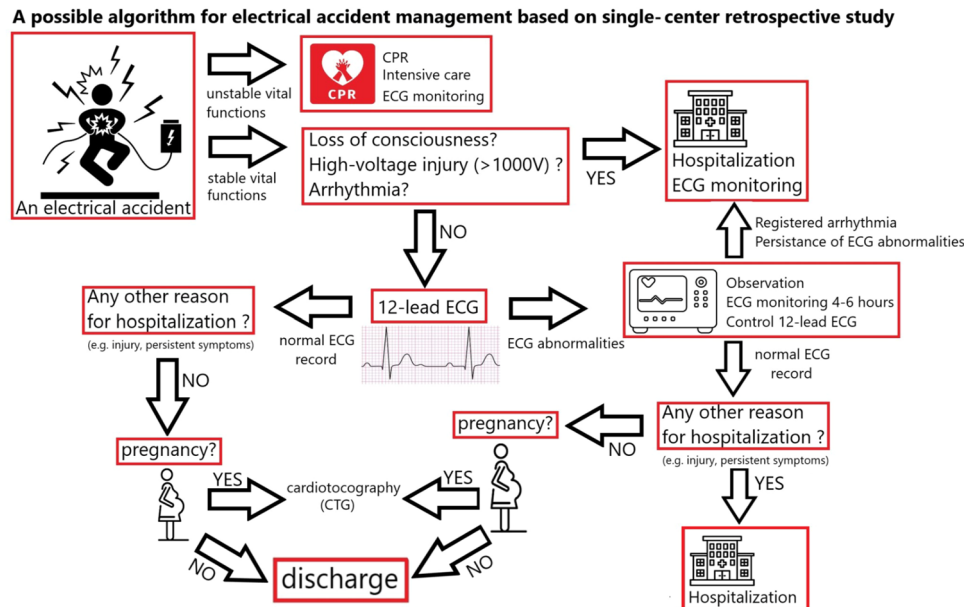 A possible algorithm for electrical accident management based on single-center retrospective study
An electrical accident
unstable vital
functions
CPR
CPR
Intensive care
ECG monitoring
stable vital
functions
Loss of consciousness?
High-voltage injury (>1000V) ?
Arrhythmia?
YES
Hospitalization
ECG monitoring
NO
Registered arrhythmia
Persistance of ECG abnormalities
Any other reason
for hospitalization ?
(e.g. injury, persistent symptoms)
normal ECG
record
12-lead ECG
ECG abnormalities
Observation
ECG monitoring 4-6 hours
Control 12-lead ECG
normal ECG
record
NO
pregnancy?
pregnancy?
NO
Any other reason
for hospitalization ?
(e.g. injury, persistent symptoms)
YES
YES
cardiotocography
(CTG)
YES
NO
discharge
NO
Hospitalization